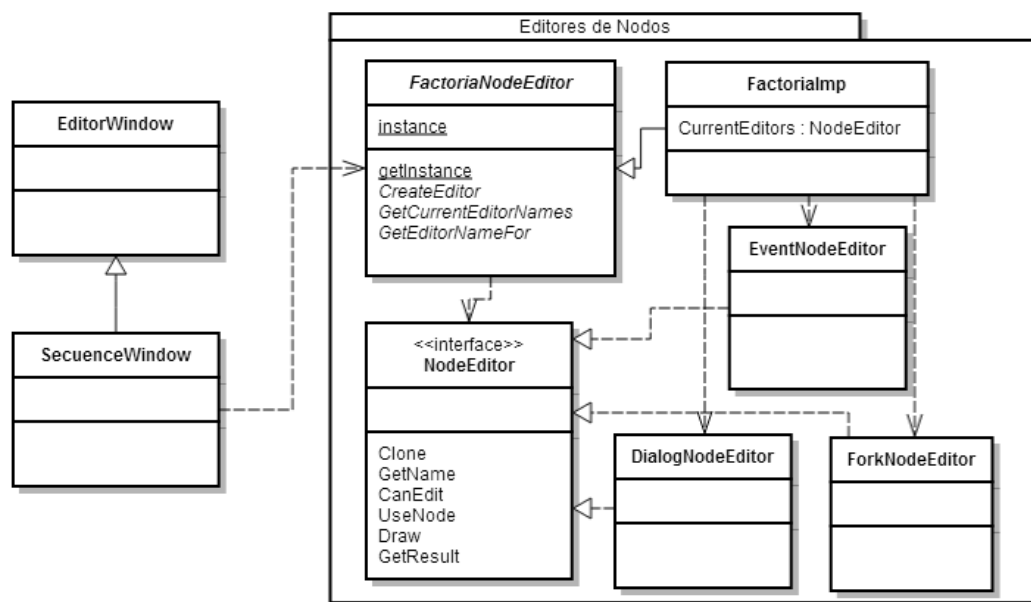 Editores de Nodos
EditorWindow
SecuenceWindow
FactoriaNodeEditor
instance
getInstance
CreateEditor
GetCurrentEditorNames
GetEditorNameFor
FactoriaImp
CurrentEditors : NodeEditor
EventNodeEditor
<<interface>>
NodeEditor
Clone
GetName
CanEdit
UseNode
Draw
GetResult
DialogNodeEditor
ForkNodeEditor